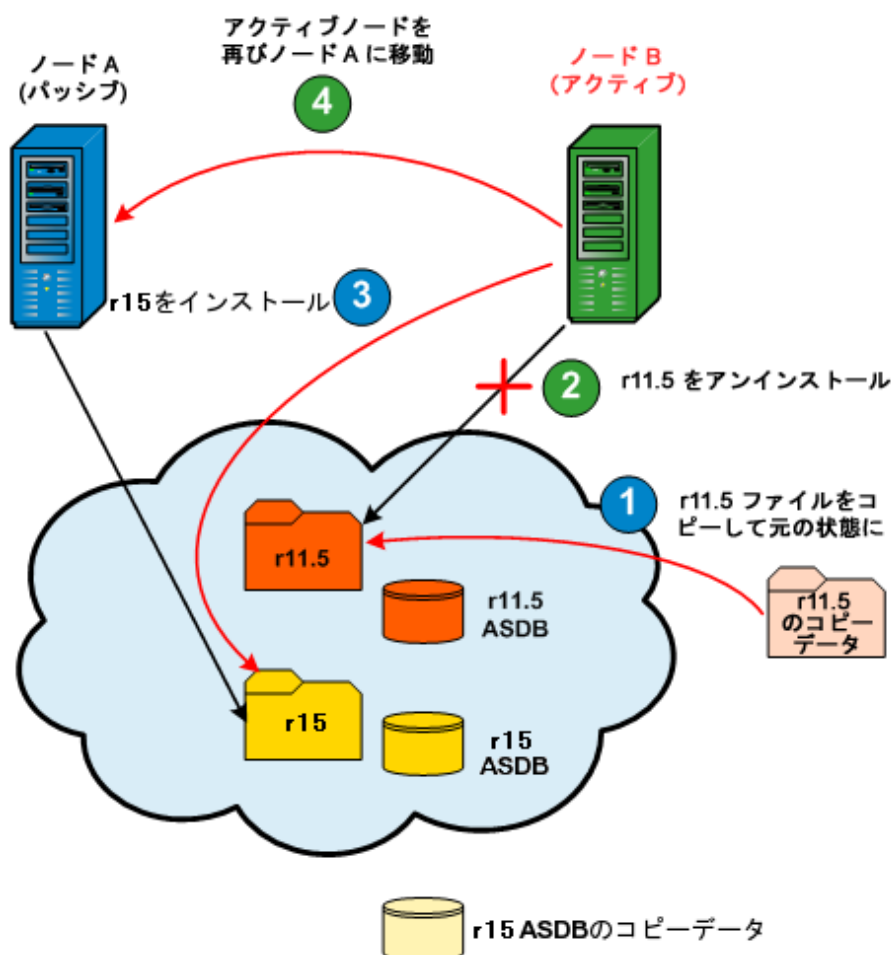 アクティブノードを
再びノード A に移動
4
ノード A
(パッシブ)
ノード B
(アクティブ)
r15をインストール
3
2
r11.5 をアンインストール
1
r11.5 ファイルをコ
ピーして元の状態に
r11.5
r11.5
ASDB
r11.5
のコピー
データ
r15
r15
ASDB
r15 ASDBのコピーデータ